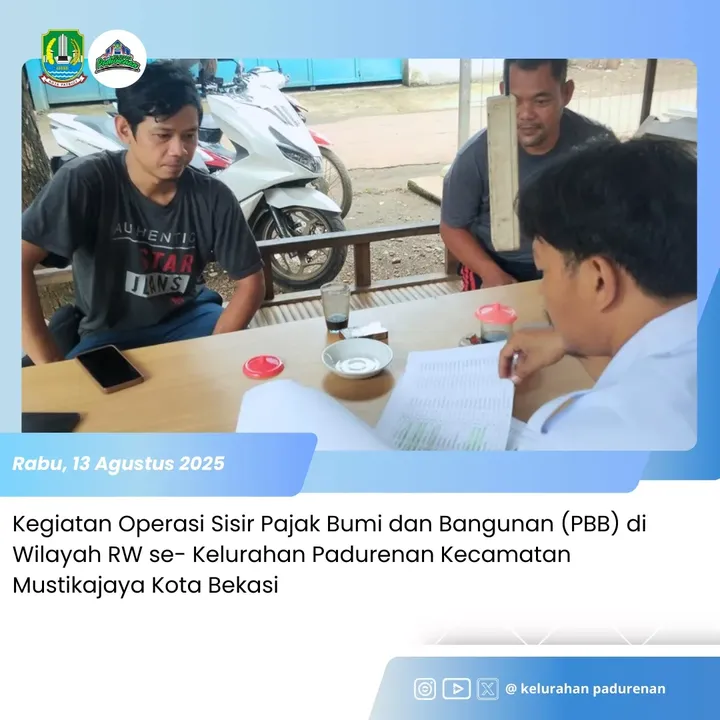 AUTHENTIC
STAR
JEANS
Rabu, 13 Agustus 2025
Kegiatan Operasi Sisir Pajak Bumi dan Bangunan (PBB) di
Wilayah RW se- Kelurahan Padurenan Kecamatan
Mustikajaya Kota Bekasi
@ kelurahan padurenan